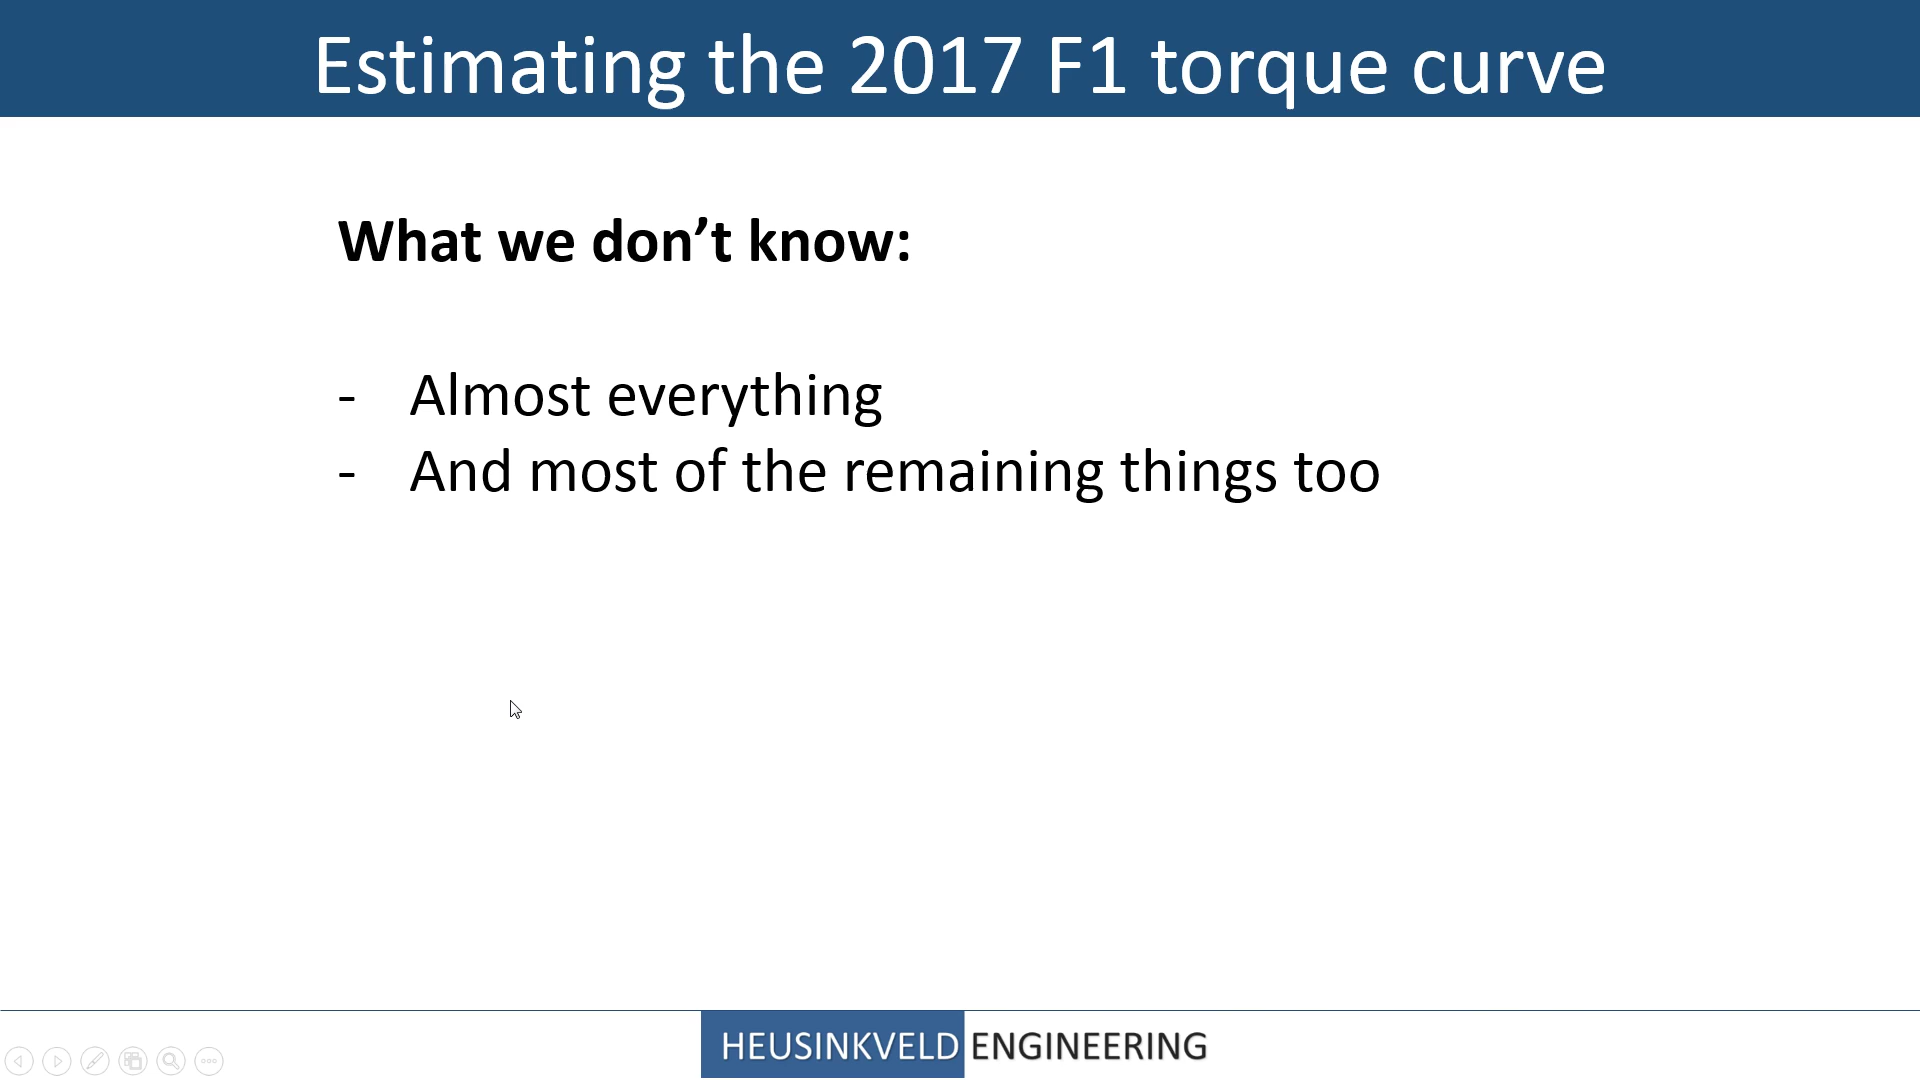 Estimating the 2017 F1 torque curve
What we don’t know:
- Almost everything
- And most of the remaining things too
HEUSINKVELD ENGINEERING